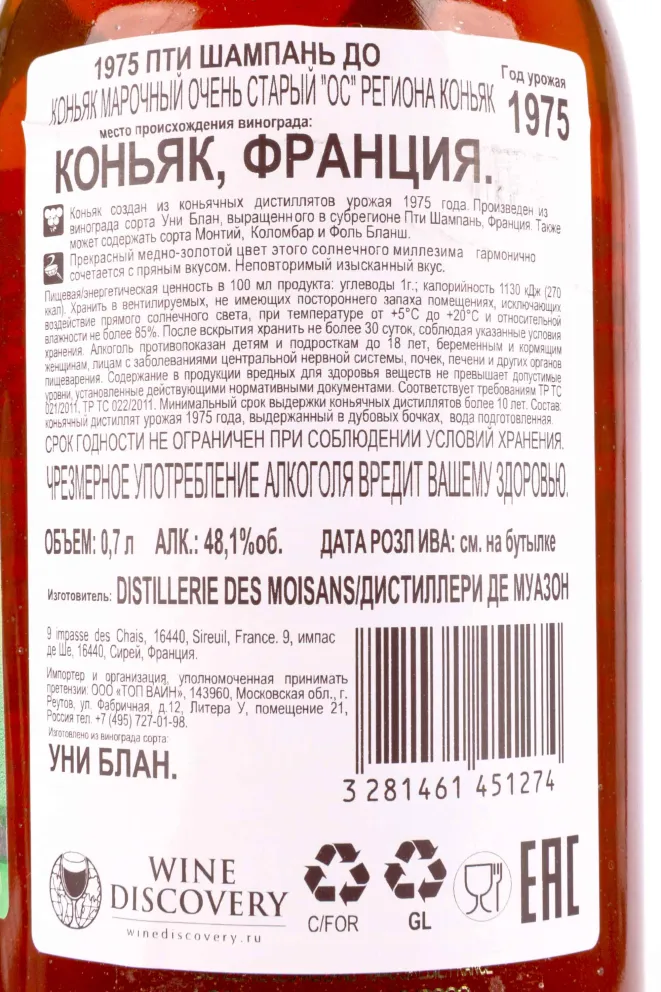 1975 ПТИ ШАМПАНЬ ДО
КОНЬЯК МАРОЧНЫЙ ОЧЕНЬ СТАРЫЙ "ОС" РЕГИОНА КОНЬЯК
Год урожая
1975
место происхождения винограда:
КОНЬЯК, ФРАНЦИЯ.
Коньяк создан из коньячных дистиллятов урожая 1975 года. Произведен из
винограда сорта Уни Блан, выращенного в субрегионе Пти Шампань, Франция. Также
может содержать сорта Монтий, Коломбар и Фоль Бланш.
Прекрасный медно-золотой цвет этого солнечного миллезима гармонично
сочетается с пряным вкусом. Неповторимый изысканный вкус.
Пищевая/энергетическая ценность в 100 мл продукта: углеводы 1г.; калорийность 1130 кДж (270
ккал). Хранить в вентилируемых, не имеющих постороннего запаха помещениях, исключающих
воздействие прямого солнечного света, при температуре от +5°С до +20°С и относительной
влажности не более 85%. После вскрытия хранить не более 30 суток, соблюдая указанные условия
хранения. Алкоголь противопоказан детям и подросткам до 18 лет, беременным и кормящим
женщинам, лицам с заболеваниями центральной нервной системы, почек, печени и других органов
пищеварения. Содержание в продукции вредных для здоровья веществ не превышает допустимые
уровни, установленные действующими нормативными документами. Соответствует требованиям ТР ТС
021/2011, ТР ТС 022/2011. Минимальный срок выдержки коньячных дистиллятов более 10 лет. Состав:
коньячный дистиллят урожая 1975 года, выдержанный в дубовых бочках, вода подготовленная.
СРОК ГОДНОСТИ НЕ ОГРАНИЧЕН ПРИ СОБЛЮДЕНИИ УСЛОВИЙ ХРАНЕНИЯ.
ЧРЕЗМЕРНОЕ УПОТРЕБЛЕНИЕ АЛКОГОЛЯ ВРЕДИТ ВАШЕМУ ЗДОРОВЬЮ.
ОБЪЕМ: 0,7 л АЛК.: 48,1%об. ДАТА РОЗЛИВА: см. на бутылке
Изготовитель: DISTILLERIE DES MOISANS/ДИСТИЛЛЕРИ ДЕ МУАЗОН
9 impasse des Chais, 16440, Sireuil, France. 9, импас
де Ше, 16440, Сирей, Франция.
Импортер и организация, уполномоченная принимать
претензии: ООО «ТОП ВАЙН», 143960, Московская обл., г.
Реутов, ул. Фабричная, д.12, Литера У, помещение 21,
Россия тел. +7 (495) 727-01-98.
Изготовлено из винограда сорта:
УНИ БЛАН.
3 281461 451274
WINE
DISCOVERY
winediscovery.ru
C/FOR
GL
EAC